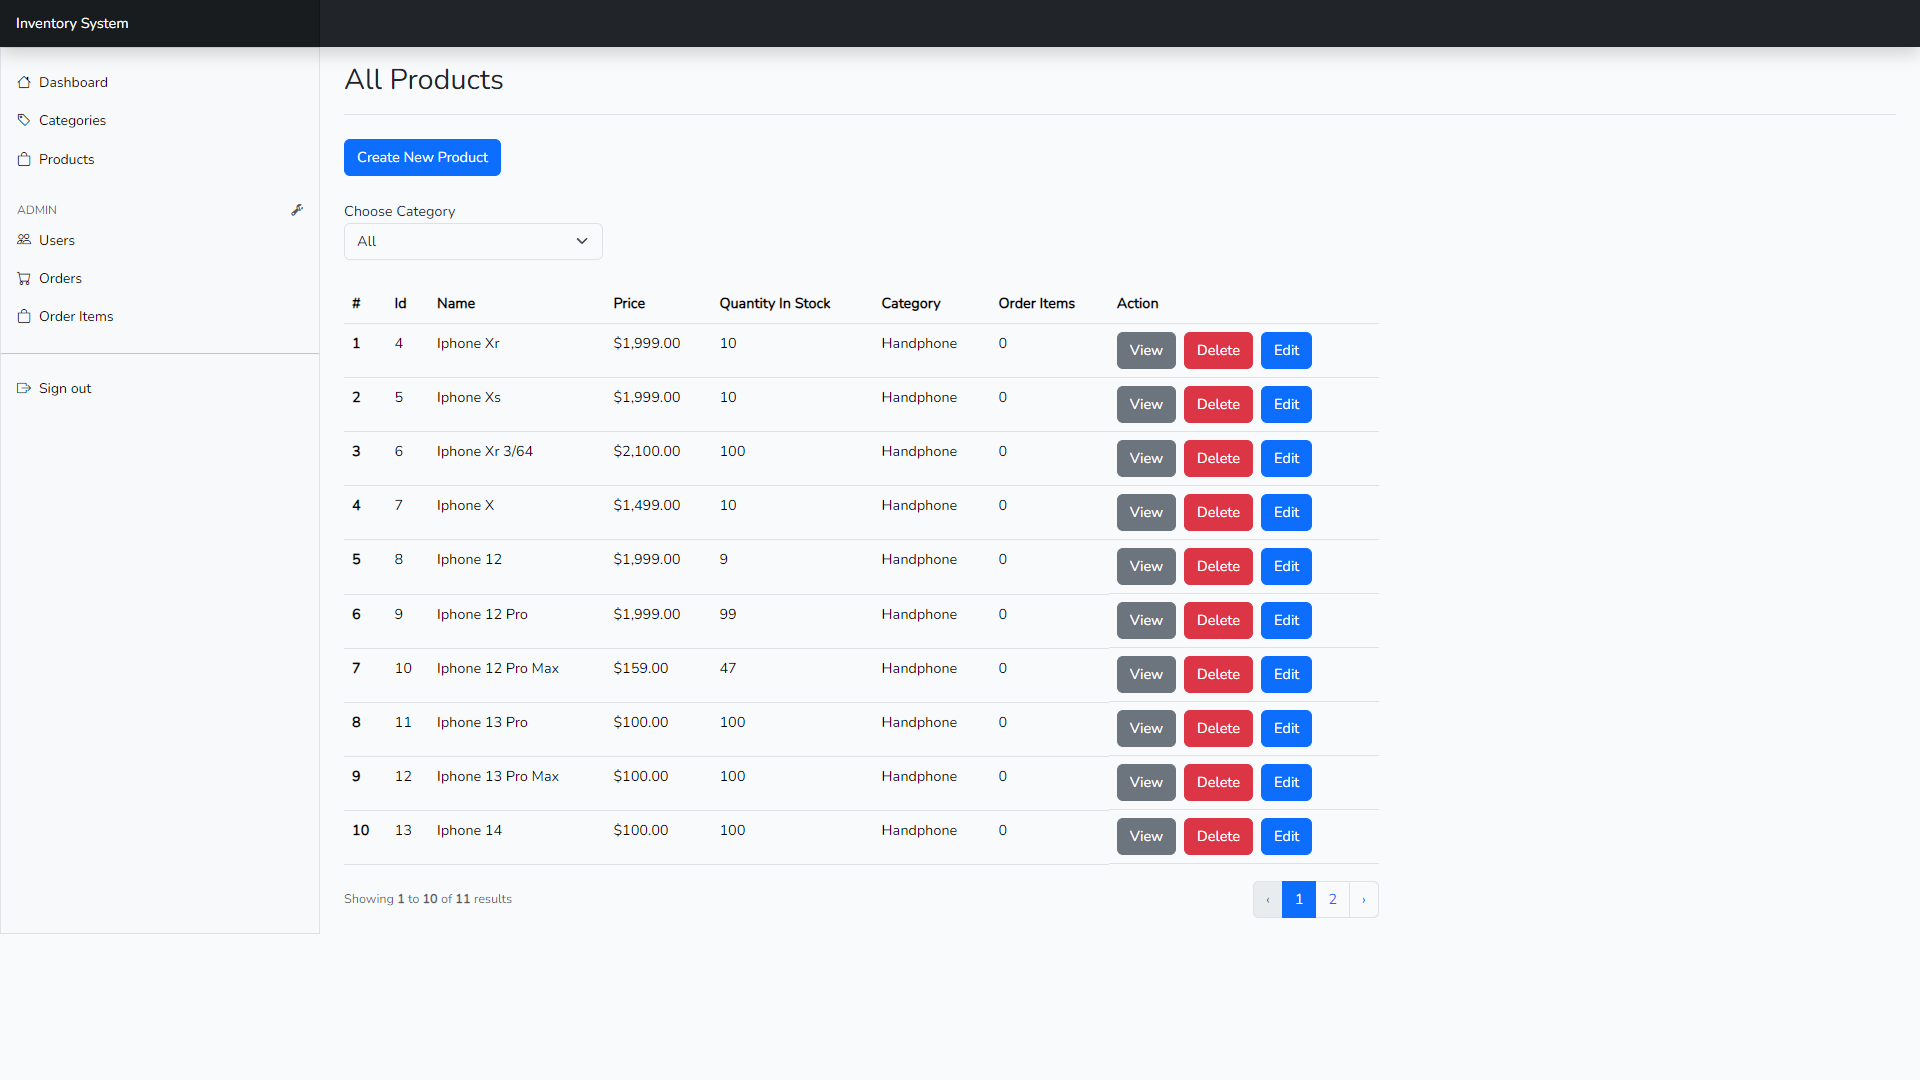 Inventory System
Dashboard
Categories
Products
ADMIN
Users
Orders
Order Items
Sign out
All Products
Create New Product
Choose Category
All
# Id Name Price Quantity In Stock Category Order Items Action
1 4 Iphone Xr $1,999.00 10 Handphone 0 View Delete Edit
2 5 Iphone Xs $1,999.00 10 Handphone 0 View Delete Edit
3 6 Iphone Xr 3/64 $2,100.00 100 Handphone 0 View Delete Edit
4 7 Iphone X $1,499.00 10 Handphone 0 View Delete Edit
5 8 Iphone 12 $1,999.00 9 Handphone 0 View Delete Edit
6 9 Iphone 12 Pro $1,999.00 99 Handphone 0 View Delete Edit
7 10 Iphone 12 Pro Max $159.00 47 Handphone 0 View Delete Edit
8 11 Iphone 13 Pro $100.00 100 Handphone 0 View Delete Edit
9 12 Iphone 13 Pro Max $100.00 100 Handphone 0 View Delete Edit
10 13 Iphone 14 $100.00 100 Handphone 0 View Delete Edit
Showing 1 to 10 of 11 results
‹ 1 2 ›